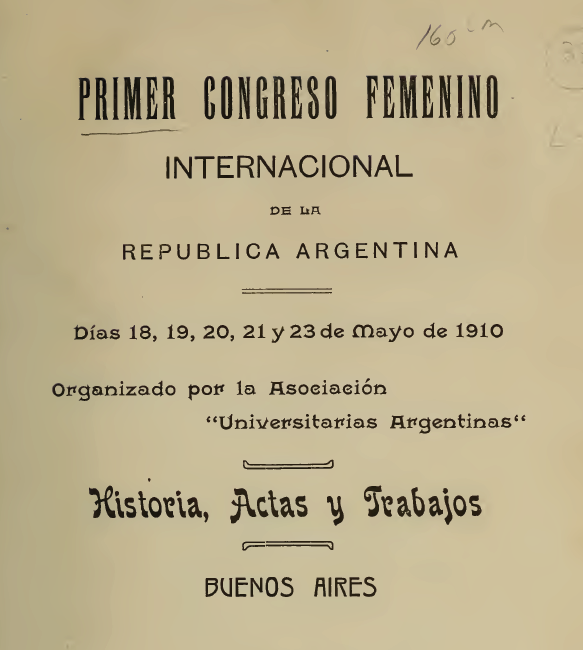 160 cm
PRIMER CONGRESO FEMENINO
INTERNACIONAL
DE LA
REPUBLICA ARGENTINA
Días 18, 19, 20, 21 y 23 de Mayo de 1910
Organizado por la Asociación
"Universitarias Argentinas"
Historia, Actas y Trabajos
BUENOS AIRES